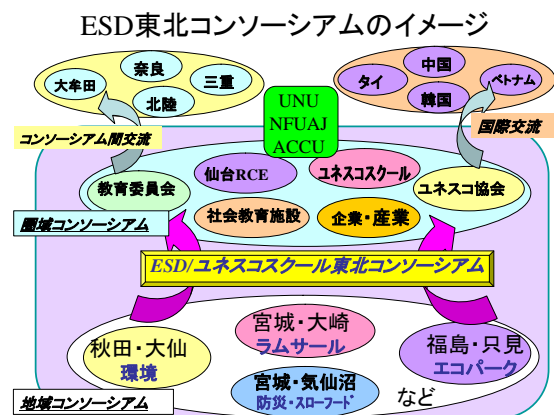 ESD東北コンソーシアムのイメージ
大牟田
奈良
三重
北陸
タイ
中国
韓国
ベトナム
UNU
NFUAJ
ACCU
コンソーシアム間交流
国際交流
教育委員会
仙台RCE
ユネスコスクール
ユネスコ協会
社会教育施設
企業・産業
圏域コンソーシアム
ESD/ユネスコスクール東北コンソーシアム
秋田・大仙
環境
宮城・大崎
ラムサール
福島・只見
エコパーク
宮城・気仙沼
防災・スローフード
など
地域コンソーシアム